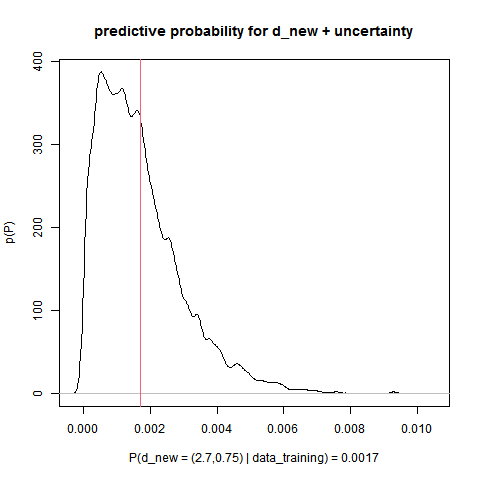 predictive probability for d_new + uncertainty
p(P)
400
300
200
100
0
0.000 0.002 0.004 0.006 0.008 0.010
P(d_new = (2.7,0.75) | data_training) = 0.0017